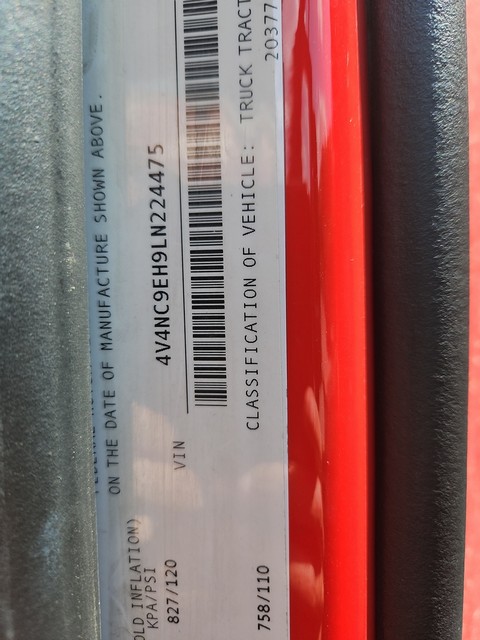 ON THE DATE OF MANUFACTURE SHOWN ABOVE.
OLD INFLATION)
KPA/PSI
827/120
VIN 4V4NC9EH9LN224475
758/110
CLASSIFICATION OF VEHICLE: TRUCK TRACT
20377